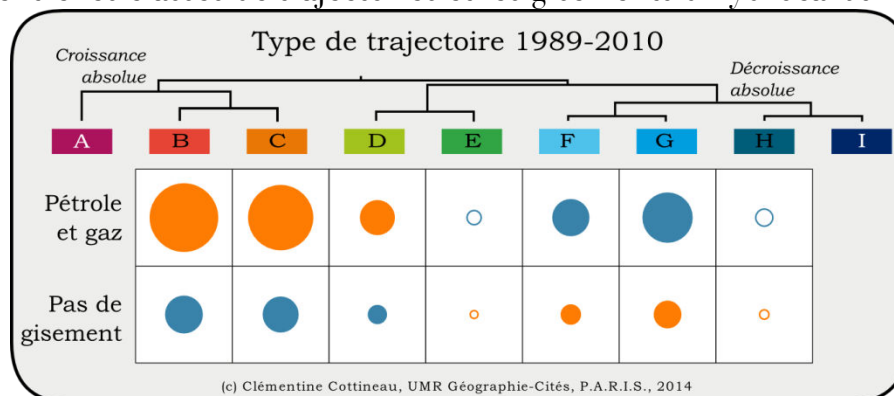 Type de trajectoire 1989-2010
Croissance
absolue
Décroissance
absolue
A B C D E F G H I
Pétrole
et gaz
Pas de
gisement
(c) Clémentine Cottineau, UMR Géographie-Cités, P.A.R.I.S., 2014